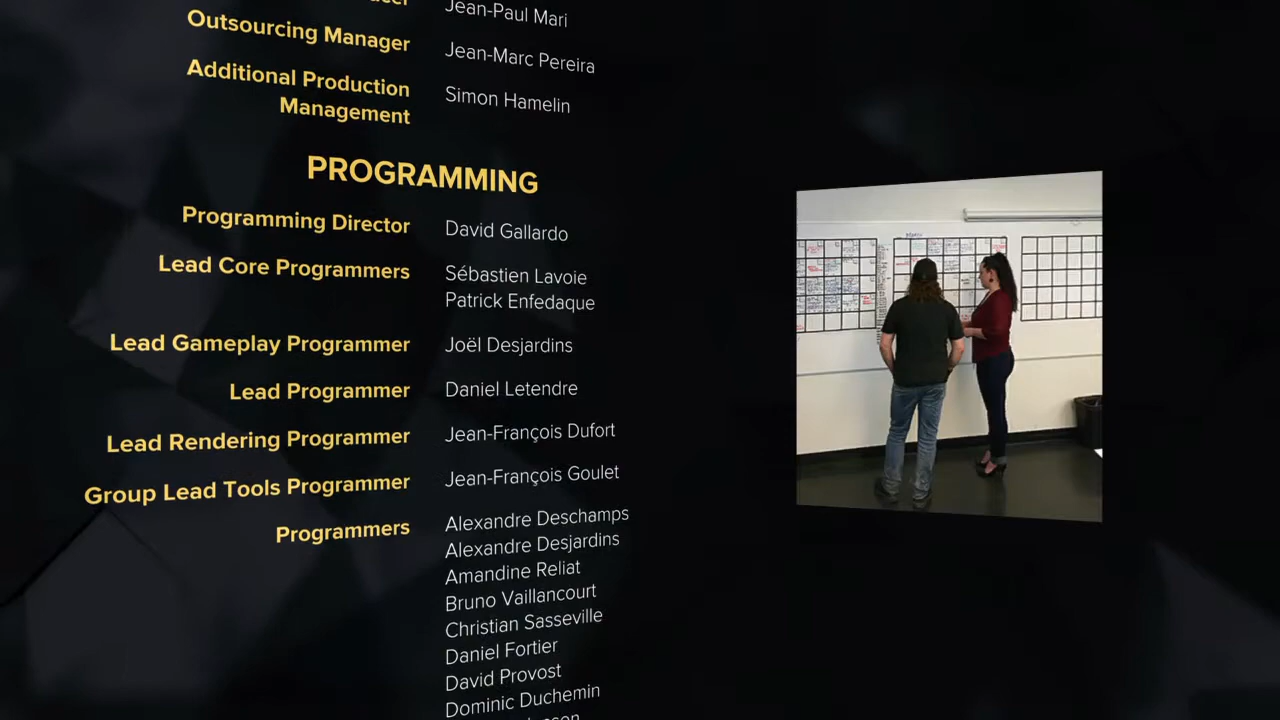 Jean-Paul Mari
Outsourcing Manager
Jean-Marc Pereira
Additional Production
Management
Simon Hamelin
PROGRAMMING
Programming Director
David Gallardo
Lead Core Programmers
Sébastien Lavoie
Patrick Enfedaque
Lead Gameplay Programmer
Joël Desjardins
Lead Programmer
Daniel Letendre
Lead Rendering Programmer
Jean-François Dufort
Group Lead Tools Programmer
Jean-François Goulet
Programmers
Alexandre Deschamps
Alexandre Desjardins
Amandine Reliat
Bruno Vaillancourt
Christian Sasseville
Daniel Fortier
David Provost
Dominic Duchemin